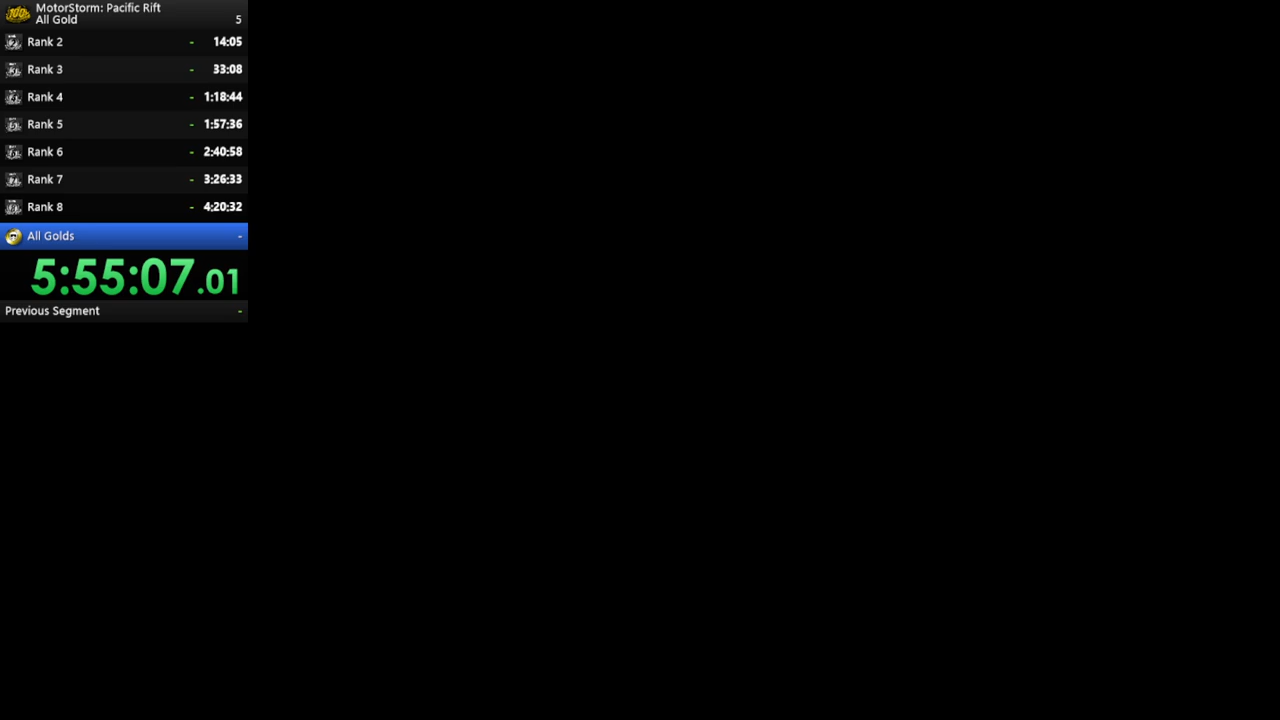 MotorStorm: Pacific Rift
All Gold 5
Rank 2 - 14:05
Rank 3 - 33:08
Rank 4 - 1:18:44
Rank 5 - 1:57:36
Rank 6 - 2:40:58
Rank 7 - 3:26:33
Rank 8 - 4:20:32
All Golds -
5:55:07.01
Previous Segment -